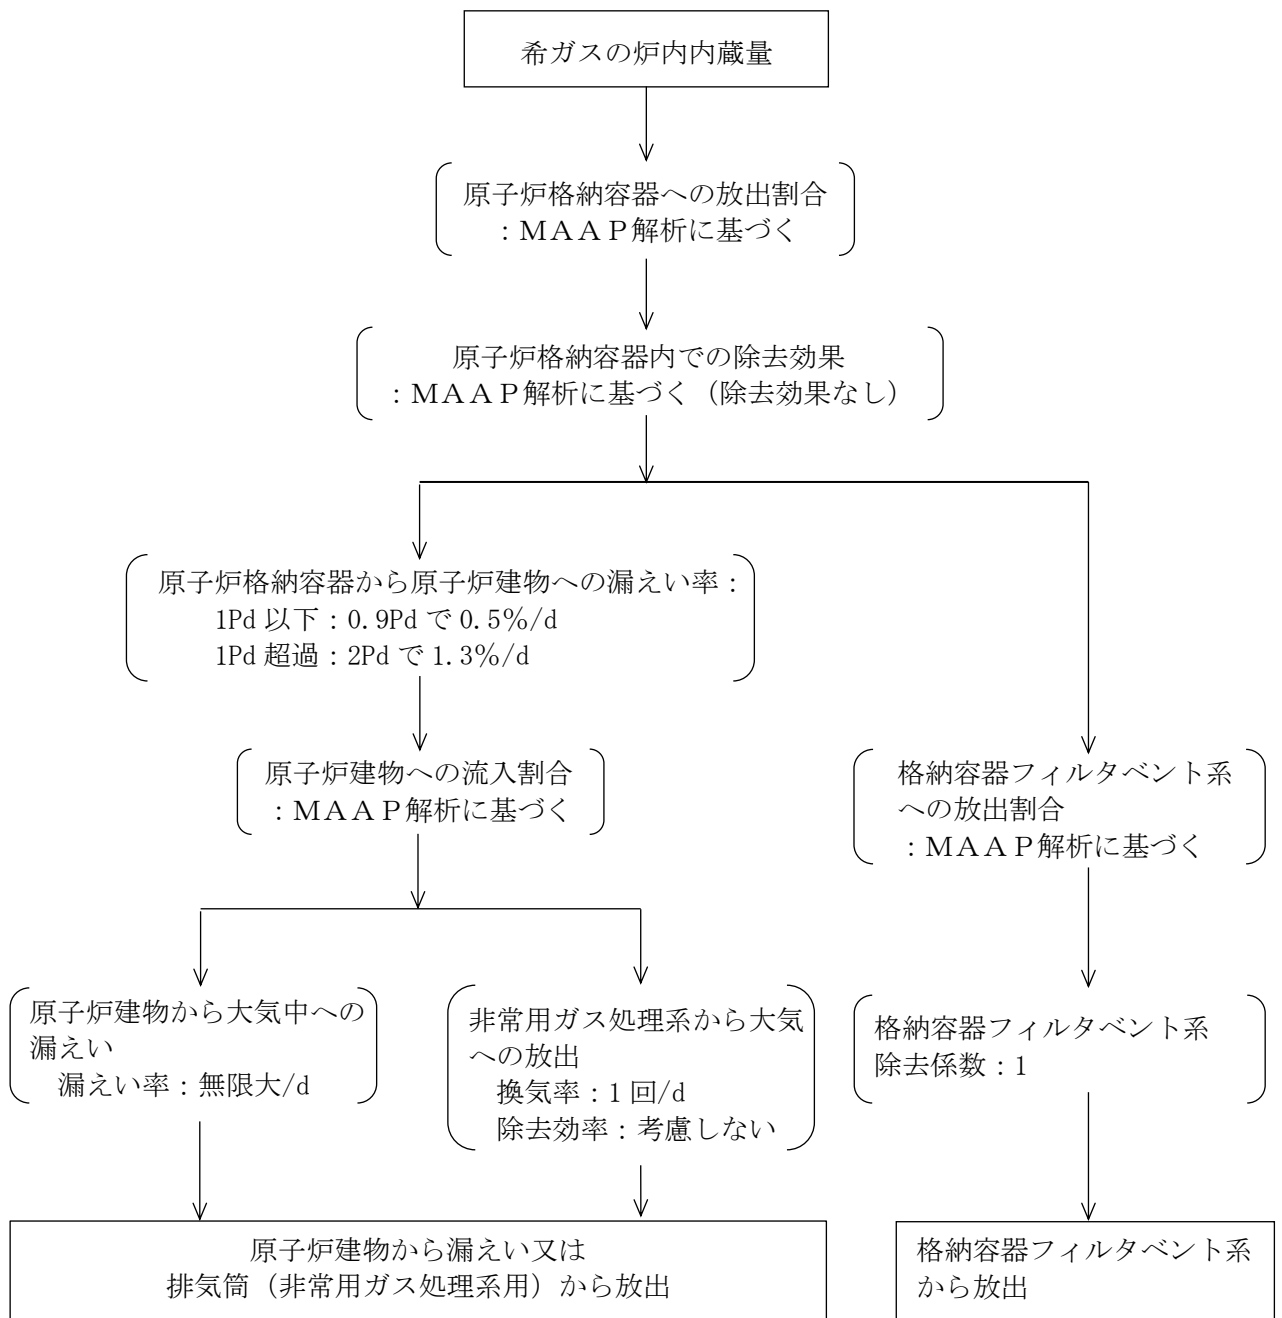 希ガスの炉内内蔵量
原子炉格納容器への放出割合
：ＭＡＡＰ解析に基づく
原子炉格納容器内での除去効果
：ＭＡＡＰ解析に基づく（除去効果なし）
原子炉格納容器から原子炉建物への漏えい率：
1Pd 以下：0.9Pd で 0.5%/d
1Pd 超過：2Pd で 1.3%/d
原子炉建物への流入割合
：ＭＡＡＰ解析に基づく
格納容器フィルタベント系
への放出割合
：ＭＡＡＰ解析に基づく
原子炉建物から大気中への
漏えい
漏えい率：無限大/d
非常用ガス処理系から大気
への放出
換気率：1 回/d
除去効率：考慮しない
格納容器フィルタベント系
除去係数：1
原子炉建物から漏えい又は
排気筒（非常用ガス処理系用）から放出
格納容器フィルタベント系
から放出